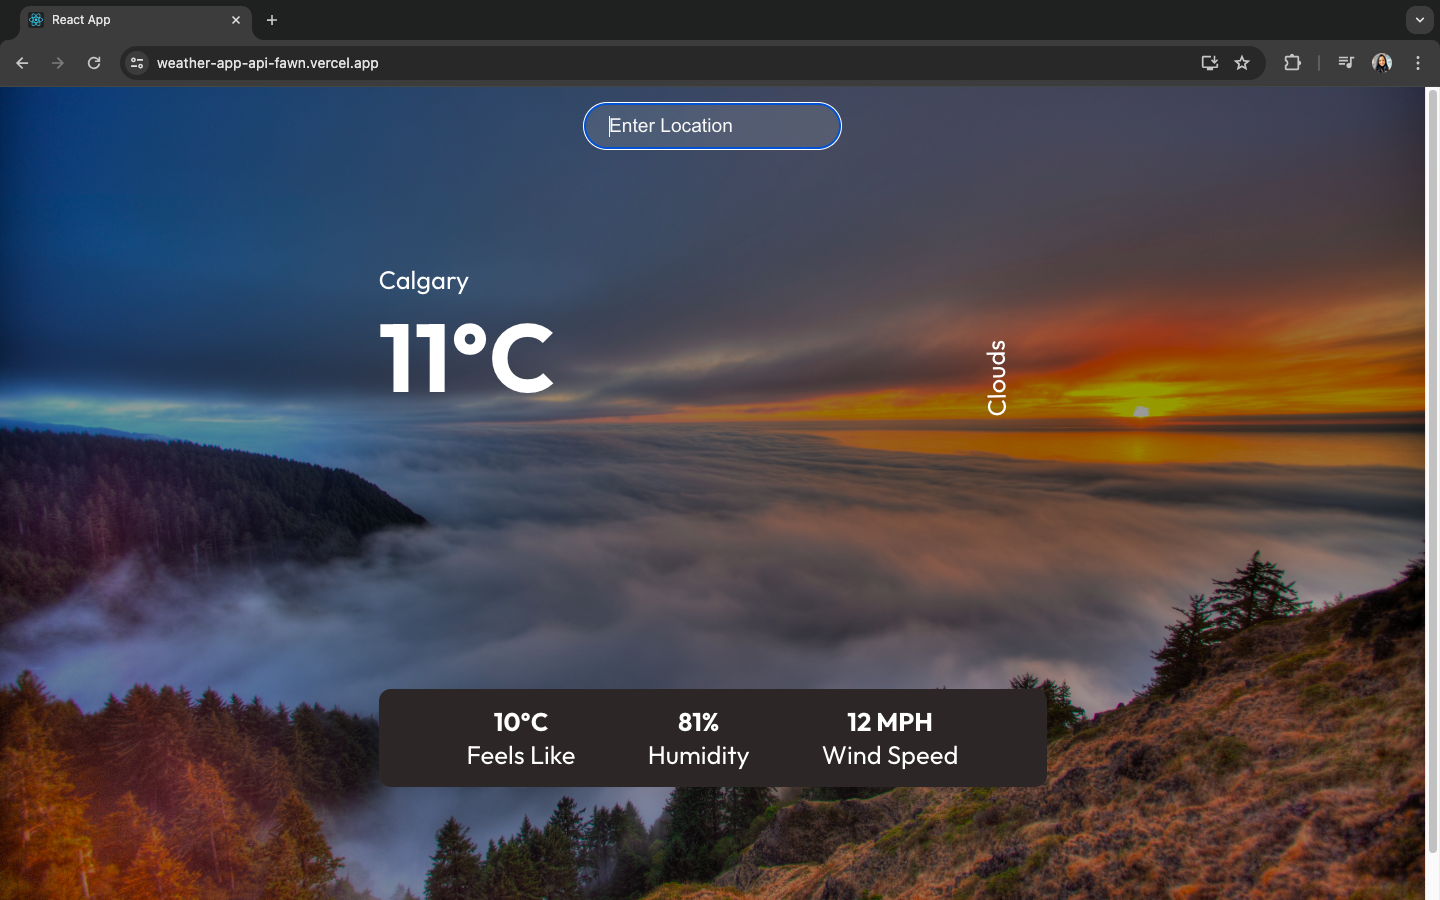 React App
weather-app-api-fawn.vercel.app
Enter Location
Calgary
11°C
Clouds
10°C
Feels Like
81%
Humidity
12 MPH
Wind Speed